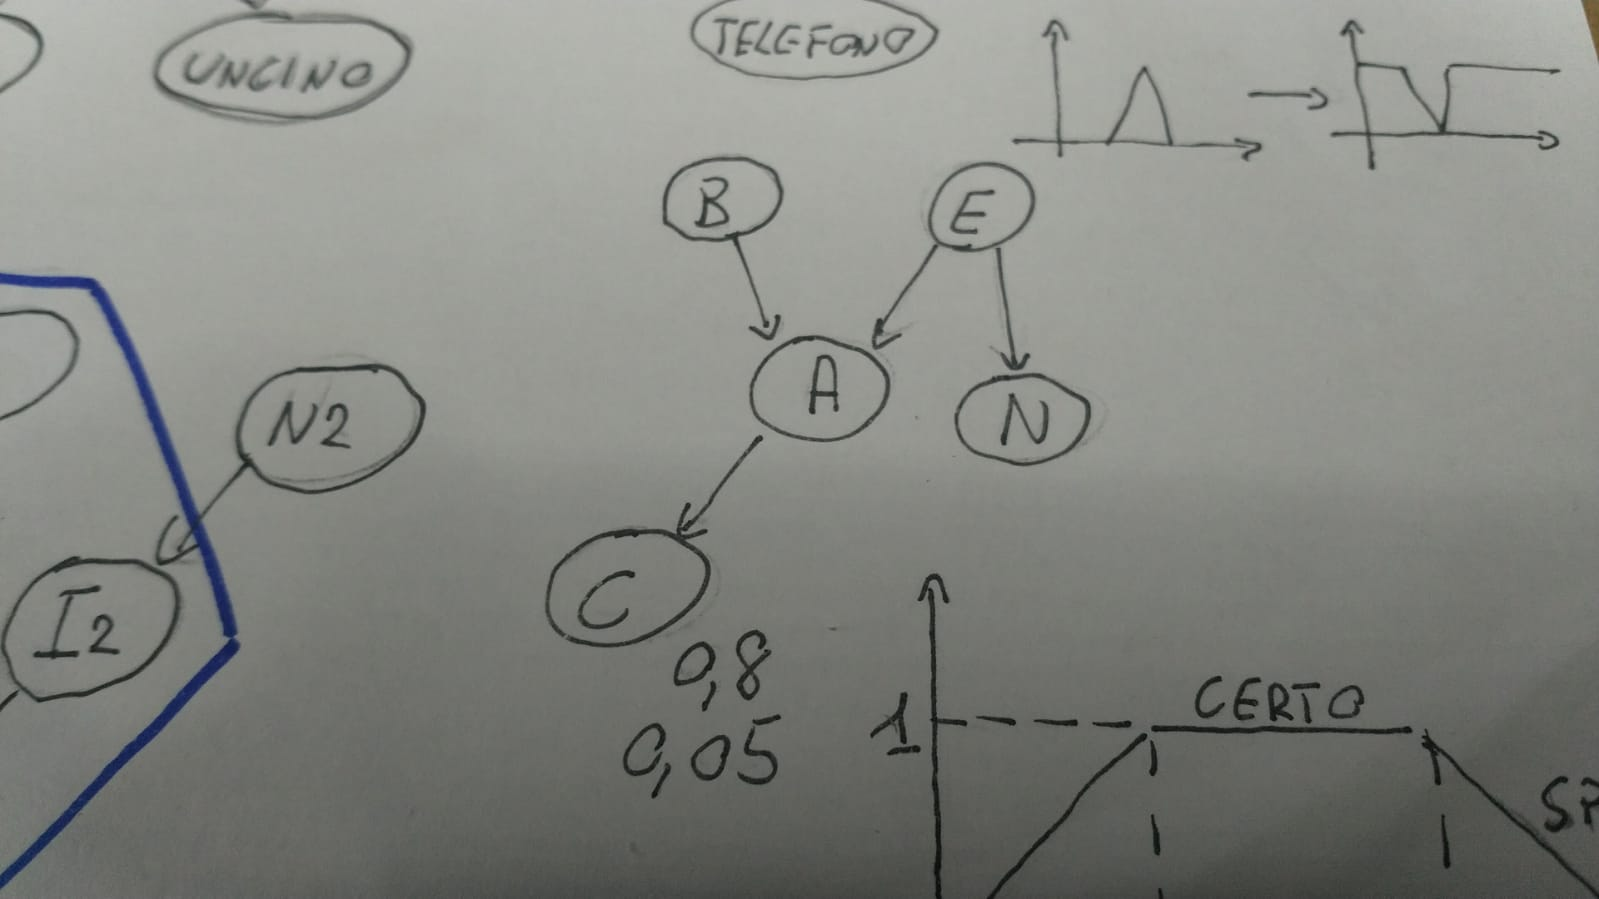 UNCINO
TELEFONO
B
E
A
N
N2
C
I2
0,8
0,05
1
CERTO